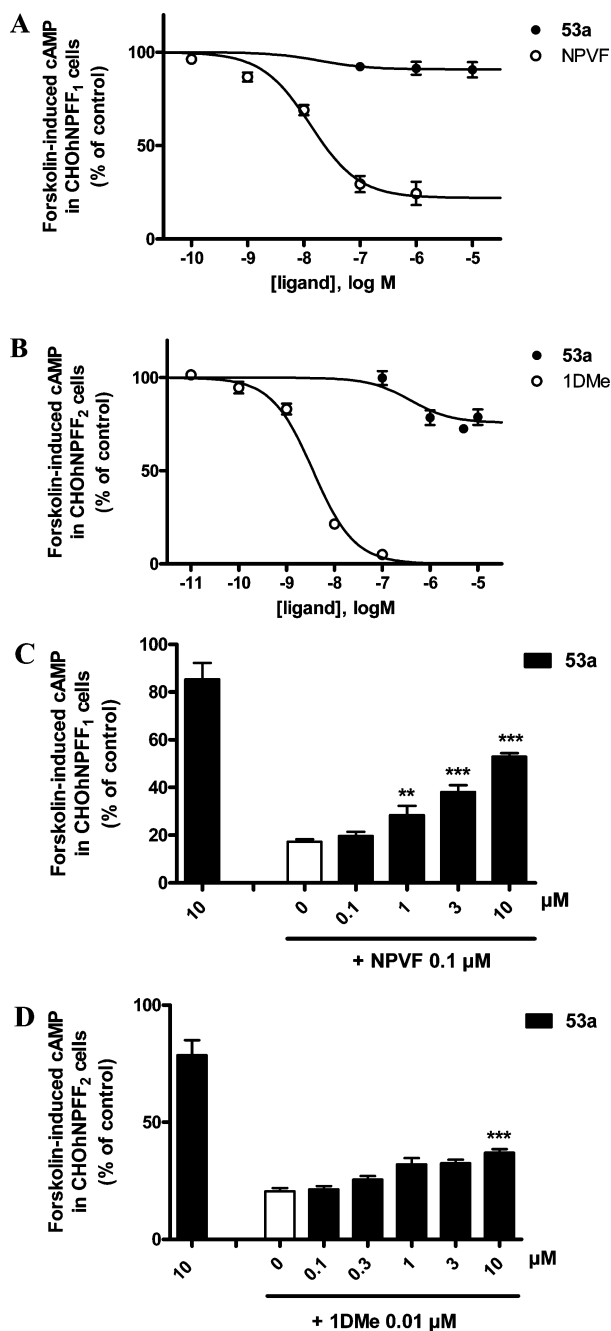 A
53a
NPVF
Forskolin-induced cAMP
in CHOhNPFF1 cells
(% of control)
100
50
0
-10 -9 -8 -7 -6 -5
[ligand], log M
B
53a
1DMe
Forskolin-induced cAMP
in CHOhNPFF2 cells
(% of control)
100
50
0
-11 -10 -9 -8 -7 -6 -5
[ligand], logM
C
53a
Forskolin-induced cAMP
in CHOhNPFF1 cells
(% of control)
100
80
60
40
20
0
** *** ***
10 0 0.1 1 3 10 µM
+ NPVF 0.1 µM
D
53a
Forskolin-induced cAMP
in CHOhNPFF2 cells
(% of control)
100
50
0
***
10 0 0.1 0.3 1 3 10 µM
+ 1DMe 0.01 µM